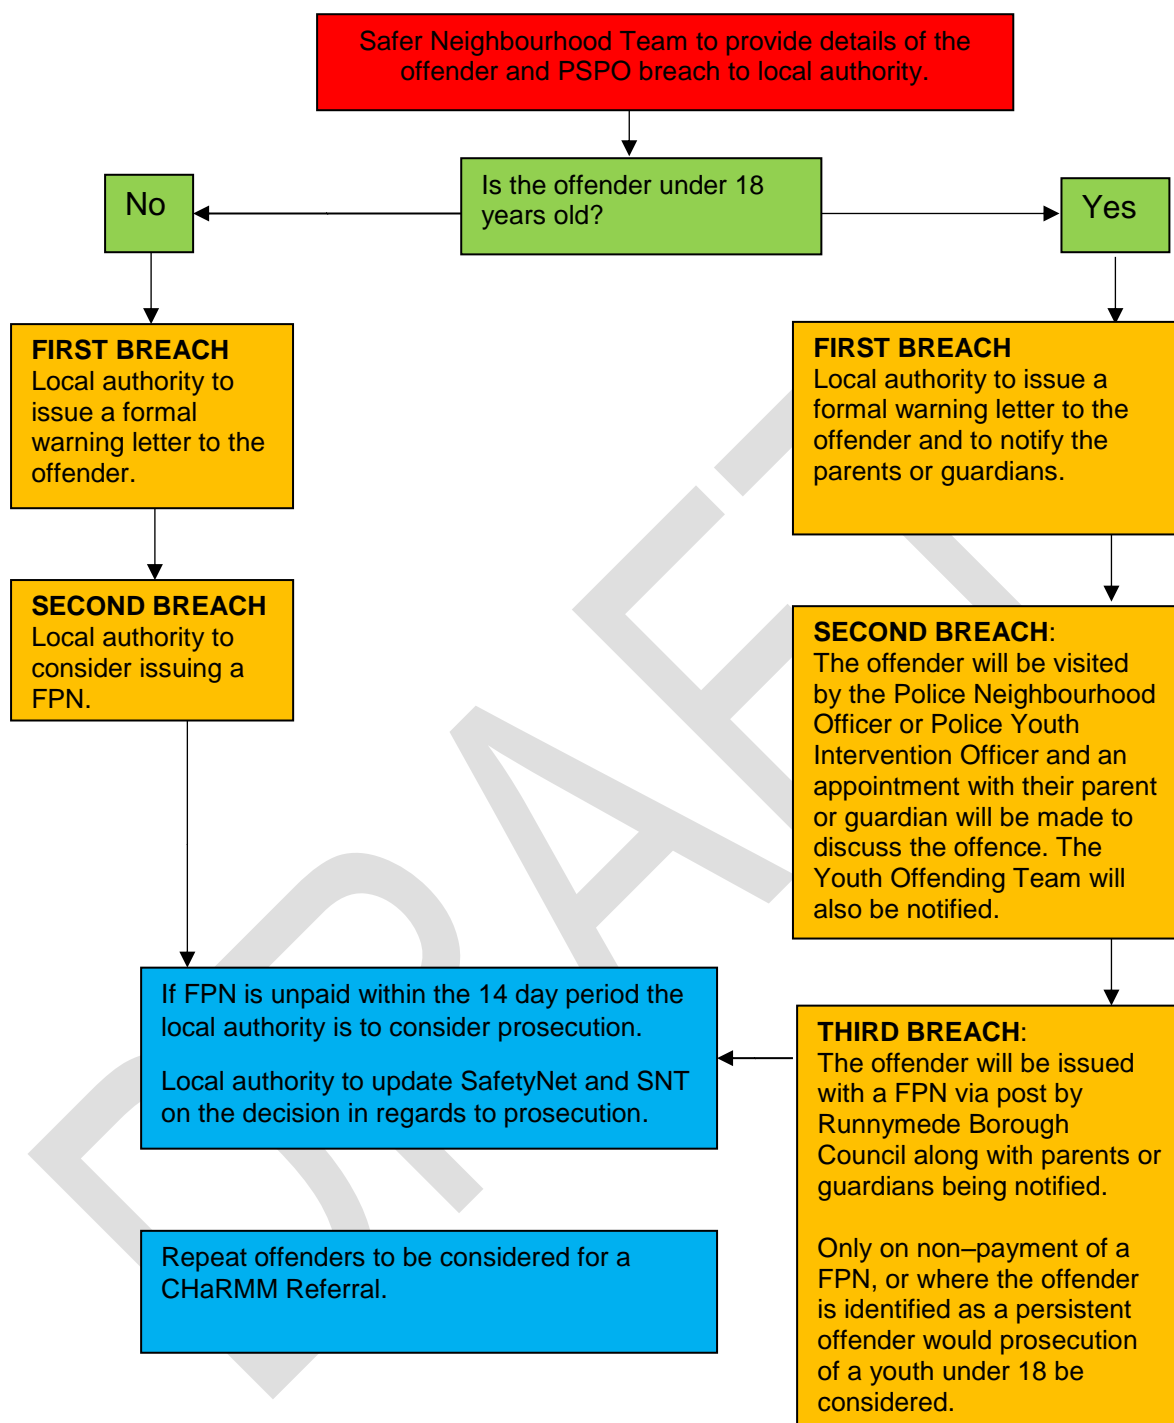 Safer Neighbourhood Team to provide details of the
offender and PSPO breach to local authority.
Is the offender under 18
years old?
No
Yes
FIRST BREACH
Local authority to
issue a formal
warning letter to the
offender.
FIRST BREACH
Local authority to issue a
formal warning letter to the
offender and to notify the
parents or guardians.
SECOND BREACH
Local authority to
consider issuing a
FPN.
SECOND BREACH:
The offender will be visited
by the Police Neighbourhood
Officer or Police Youth
Intervention Officer and an
appointment with their parent
or guardian will be made to
discuss the offence. The
Youth Offending Team will
also be notified.
If FPN is unpaid within the 14 day period the
local authority is to consider prosecution.
Local authority to update SafetyNet and SNT
on the decision in regards to prosecution.
THIRD BREACH:
The offender will be issued
with a FPN via post by
Runnymede Borough
Council along with parents or
guardians being notified.
Only on non–payment of a
FPN, or where the offender
is identified as a persistent
offender would prosecution
of a youth under 18 be
considered.
Repeat offenders to be considered for a
CHaRMM Referral.
DRAFT